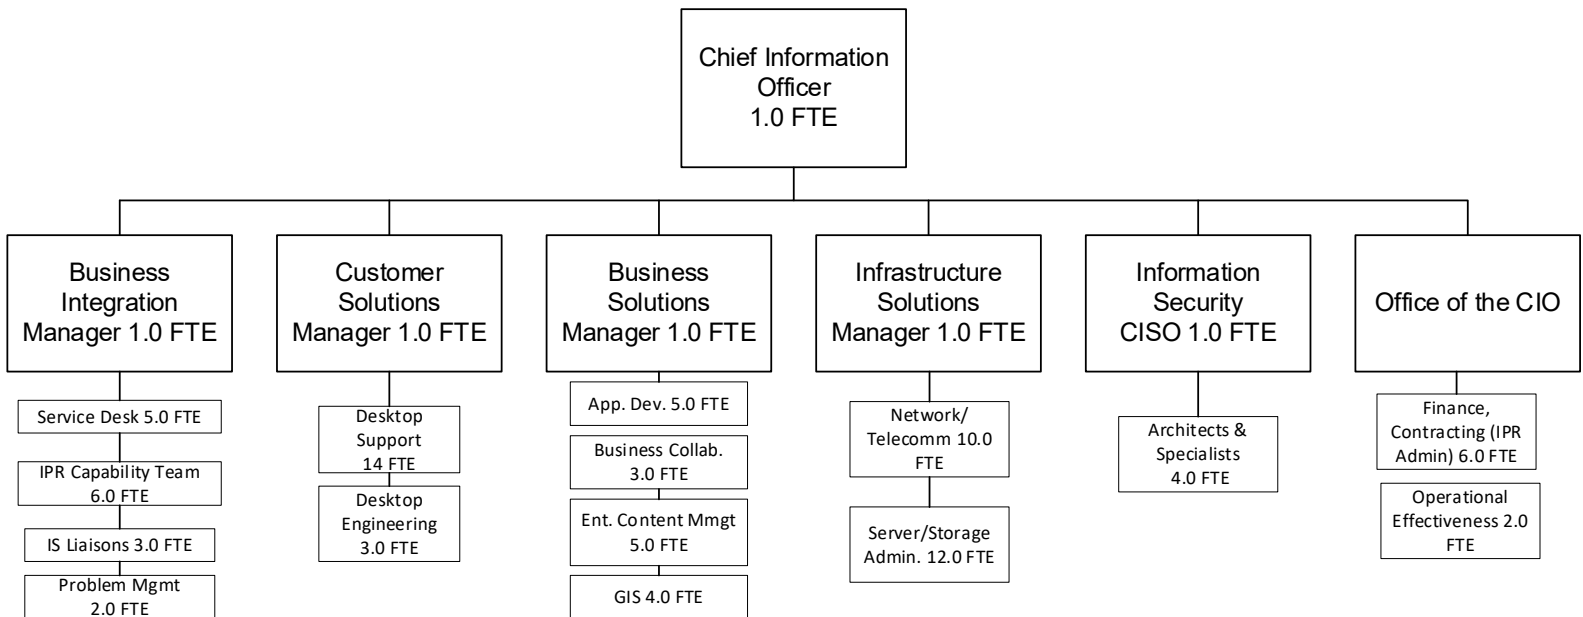 Chief Information
Officer
1.0 FTE
Business
Integration
Manager 1.0 FTE
Customer
Solutions
Manager 1.0 FTE
Business
Solutions
Manager 1.0 FTE
Infrastructure
Solutions
Manager 1.0 FTE
Information
Security
CISO 1.0 FTE
Office of the CIO
Service Desk 5.0 FTE
IPR Capability Team
6.0 FTE
IS Liaisons 3.0 FTE
Problem Mgmt
2.0 FTE
Desktop
Support
14 FTE
Desktop
Engineering
3.0 FTE
App. Dev. 5.0 FTE
Business Collab.
3.0 FTE
Ent. Content Mmgt
5.0 FTE
GIS 4.0 FTE
Network/
Telecomm 10.0
FTE
Server/Storage
Admin. 12.0 FTE
Architects &
Specialists
4.0 FTE
Finance,
Contracting (IPR
Admin) 6.0 FTE
Operational
Effectiveness 2.0
FTE